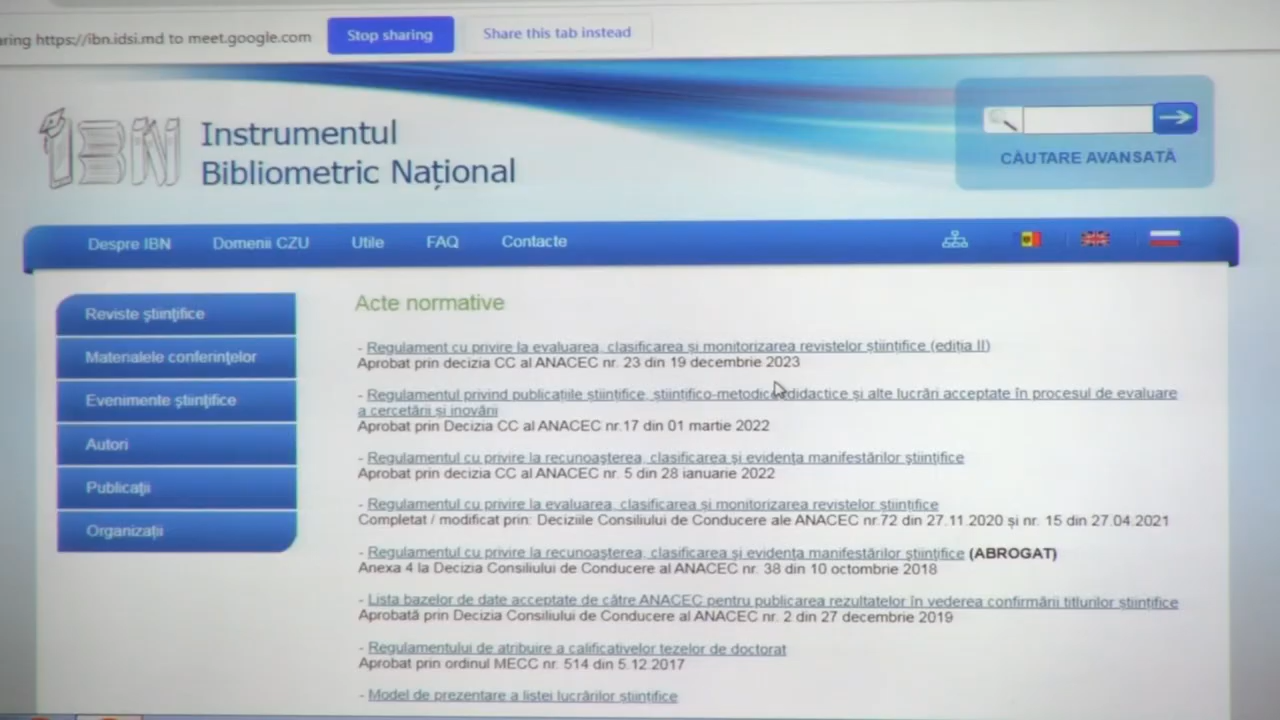 ring https://ibn.idsi.md to meet.google.com
Stop sharing
Share this tab instead
IBN
Instrumentul
Bibliometric Național
CĂUTARE AVANSATĂ
Despre IBN
Domenii CZU
Utile
FAQ
Contacte
Reviste ştiinţifice
Materialele conferinţelor
Evenimente ştiinţifice
Autori
Publicaţii
Organizaţii
Acte normative
- Regulament cu privire la evaluarea, clasificarea și monitorizarea revistelor științifice (ediția II)
Aprobat prin decizia CC al ANACEC nr. 23 din 19 decembrie 2023
- Regulamentul privind publicațiile științifice, științifico-metodice, didactice și alte lucrări acceptate în procesul de evaluare
a cercetării și inovării
Aprobat prin Decizia CC al ANACEC nr.17 din 01 martie 2022
- Regulamentul cu privire la recunoașterea, clasificarea și evidența manifestărilor științifice
Aprobat prin decizia CC al ANACEC nr. 5 din 28 ianuarie 2022
- Regulamentul cu privire la evaluarea, clasificarea și monitorizarea revistelor științifice
Completat / modificat prin: Deciziile Consiliului de Conducere ale ANACEC nr.72 din 27.11.2020 și nr. 15 din 27.04.2021
- Regulamentul cu privire la recunoașterea, clasificarea și evidența manifestărilor științifice (ABROGAT)
Anexa 4 la Decizia Consiliului de Conducere al ANACEC nr. 38 din 10 octombrie 2018
- Lista bazelor de date acceptate de către ANACEC pentru publicarea rezultatelor în vederea confirmării titlurilor științifice
Aprobată prin Decizia Consiliului de Conducere al ANACEC nr. 2 din 27 decembrie 2019
- Regulamentului de atribuire a calificativelor tezelor de doctorat
Aprobat prin ordinul MECC nr. 514 din 5.12.2017
- Model de prezentare a listei lucrărilor științifice